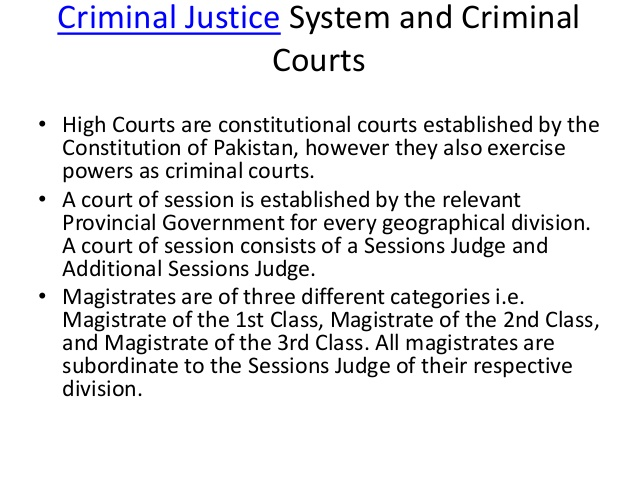 Criminal Justice System and Criminal
Courts
• High Courts are constitutional courts established by the
Constitution of Pakistan, however they also exercise
powers as criminal courts.
• A court of session is established by the relevant
Provincial Government for every geographical division.
A court of session consists of a Sessions Judge and
Additional Sessions Judge.
• Magistrates are of three different categories i.e.
Magistrate of the 1st Class, Magistrate of the 2nd Class,
and Magistrate of the 3rd Class. All magistrates are
subordinate to the Sessions Judge of their respective
division.